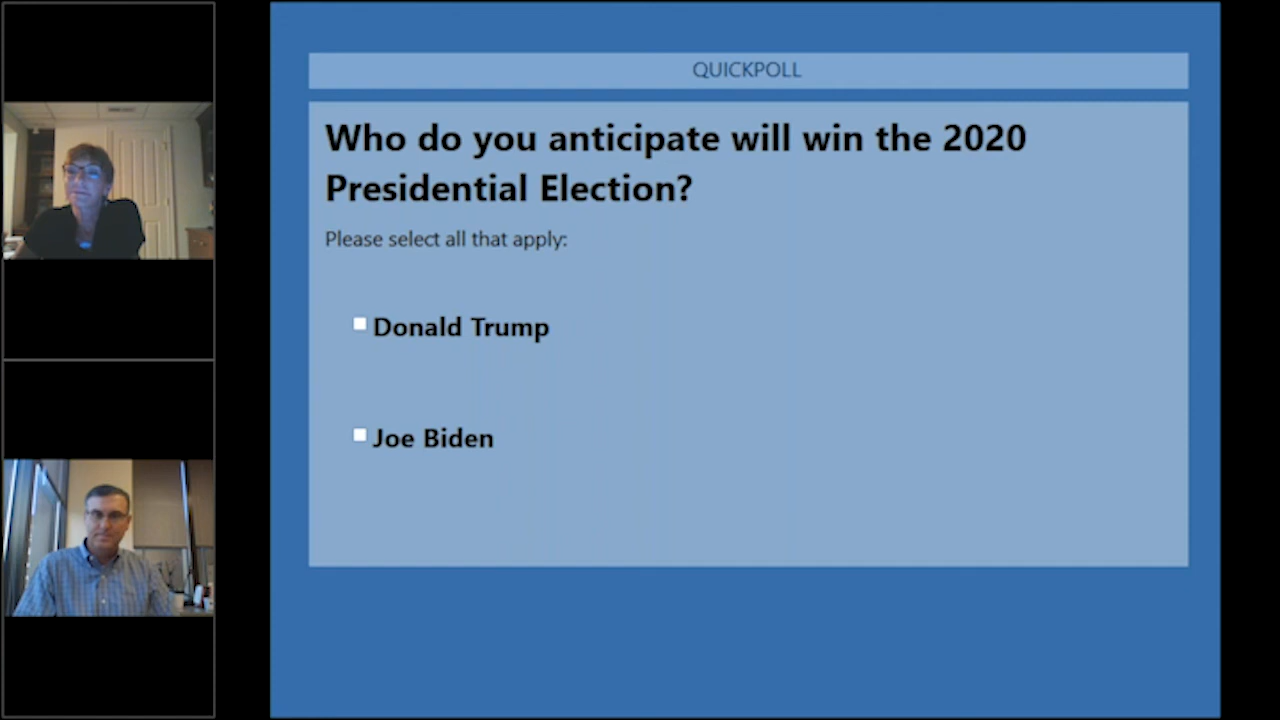 QUICKPOLL
Who do you anticipate will win the 2020
Presidential Election?
Please select all that apply:
Donald Trump
Joe Biden